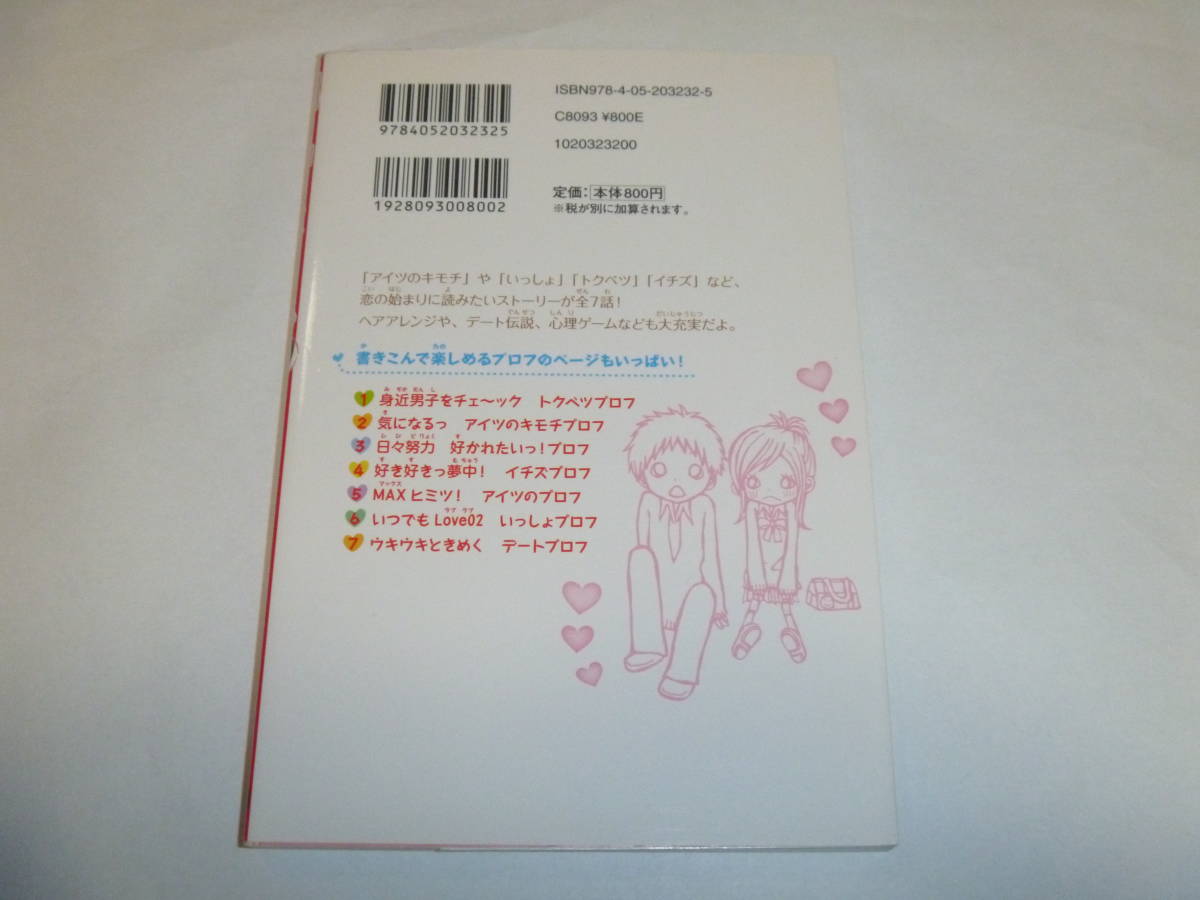 ISBN978-4-05-203232-5
9784052032325
C8093 ¥800E
1020323200
1928093008002
定価：本体800円
※税が別に加算されます。
「アイツのキモチ」や「いっしょ」「トクベツ」「イチズ」など、
恋の始まりに読みたいストーリーが全7話！
ヘアアレンジや、デート伝説、心理ゲームなども大充実だよ。
書きこんで楽しめるプロフのページもいっぱい！
1 身近男子をチェ〜ック トクベツプロフ
2 気になるっ アイツのキモチプロフ
3 日々努力 好かれたいっ！プロフ
4 好き好きっ夢中！ イチズプロフ
5 MAXヒミツ！ アイツのプロフ
6 いつでもLove02 いっしょプロフ
7 ウキウキときめく デートプロフ